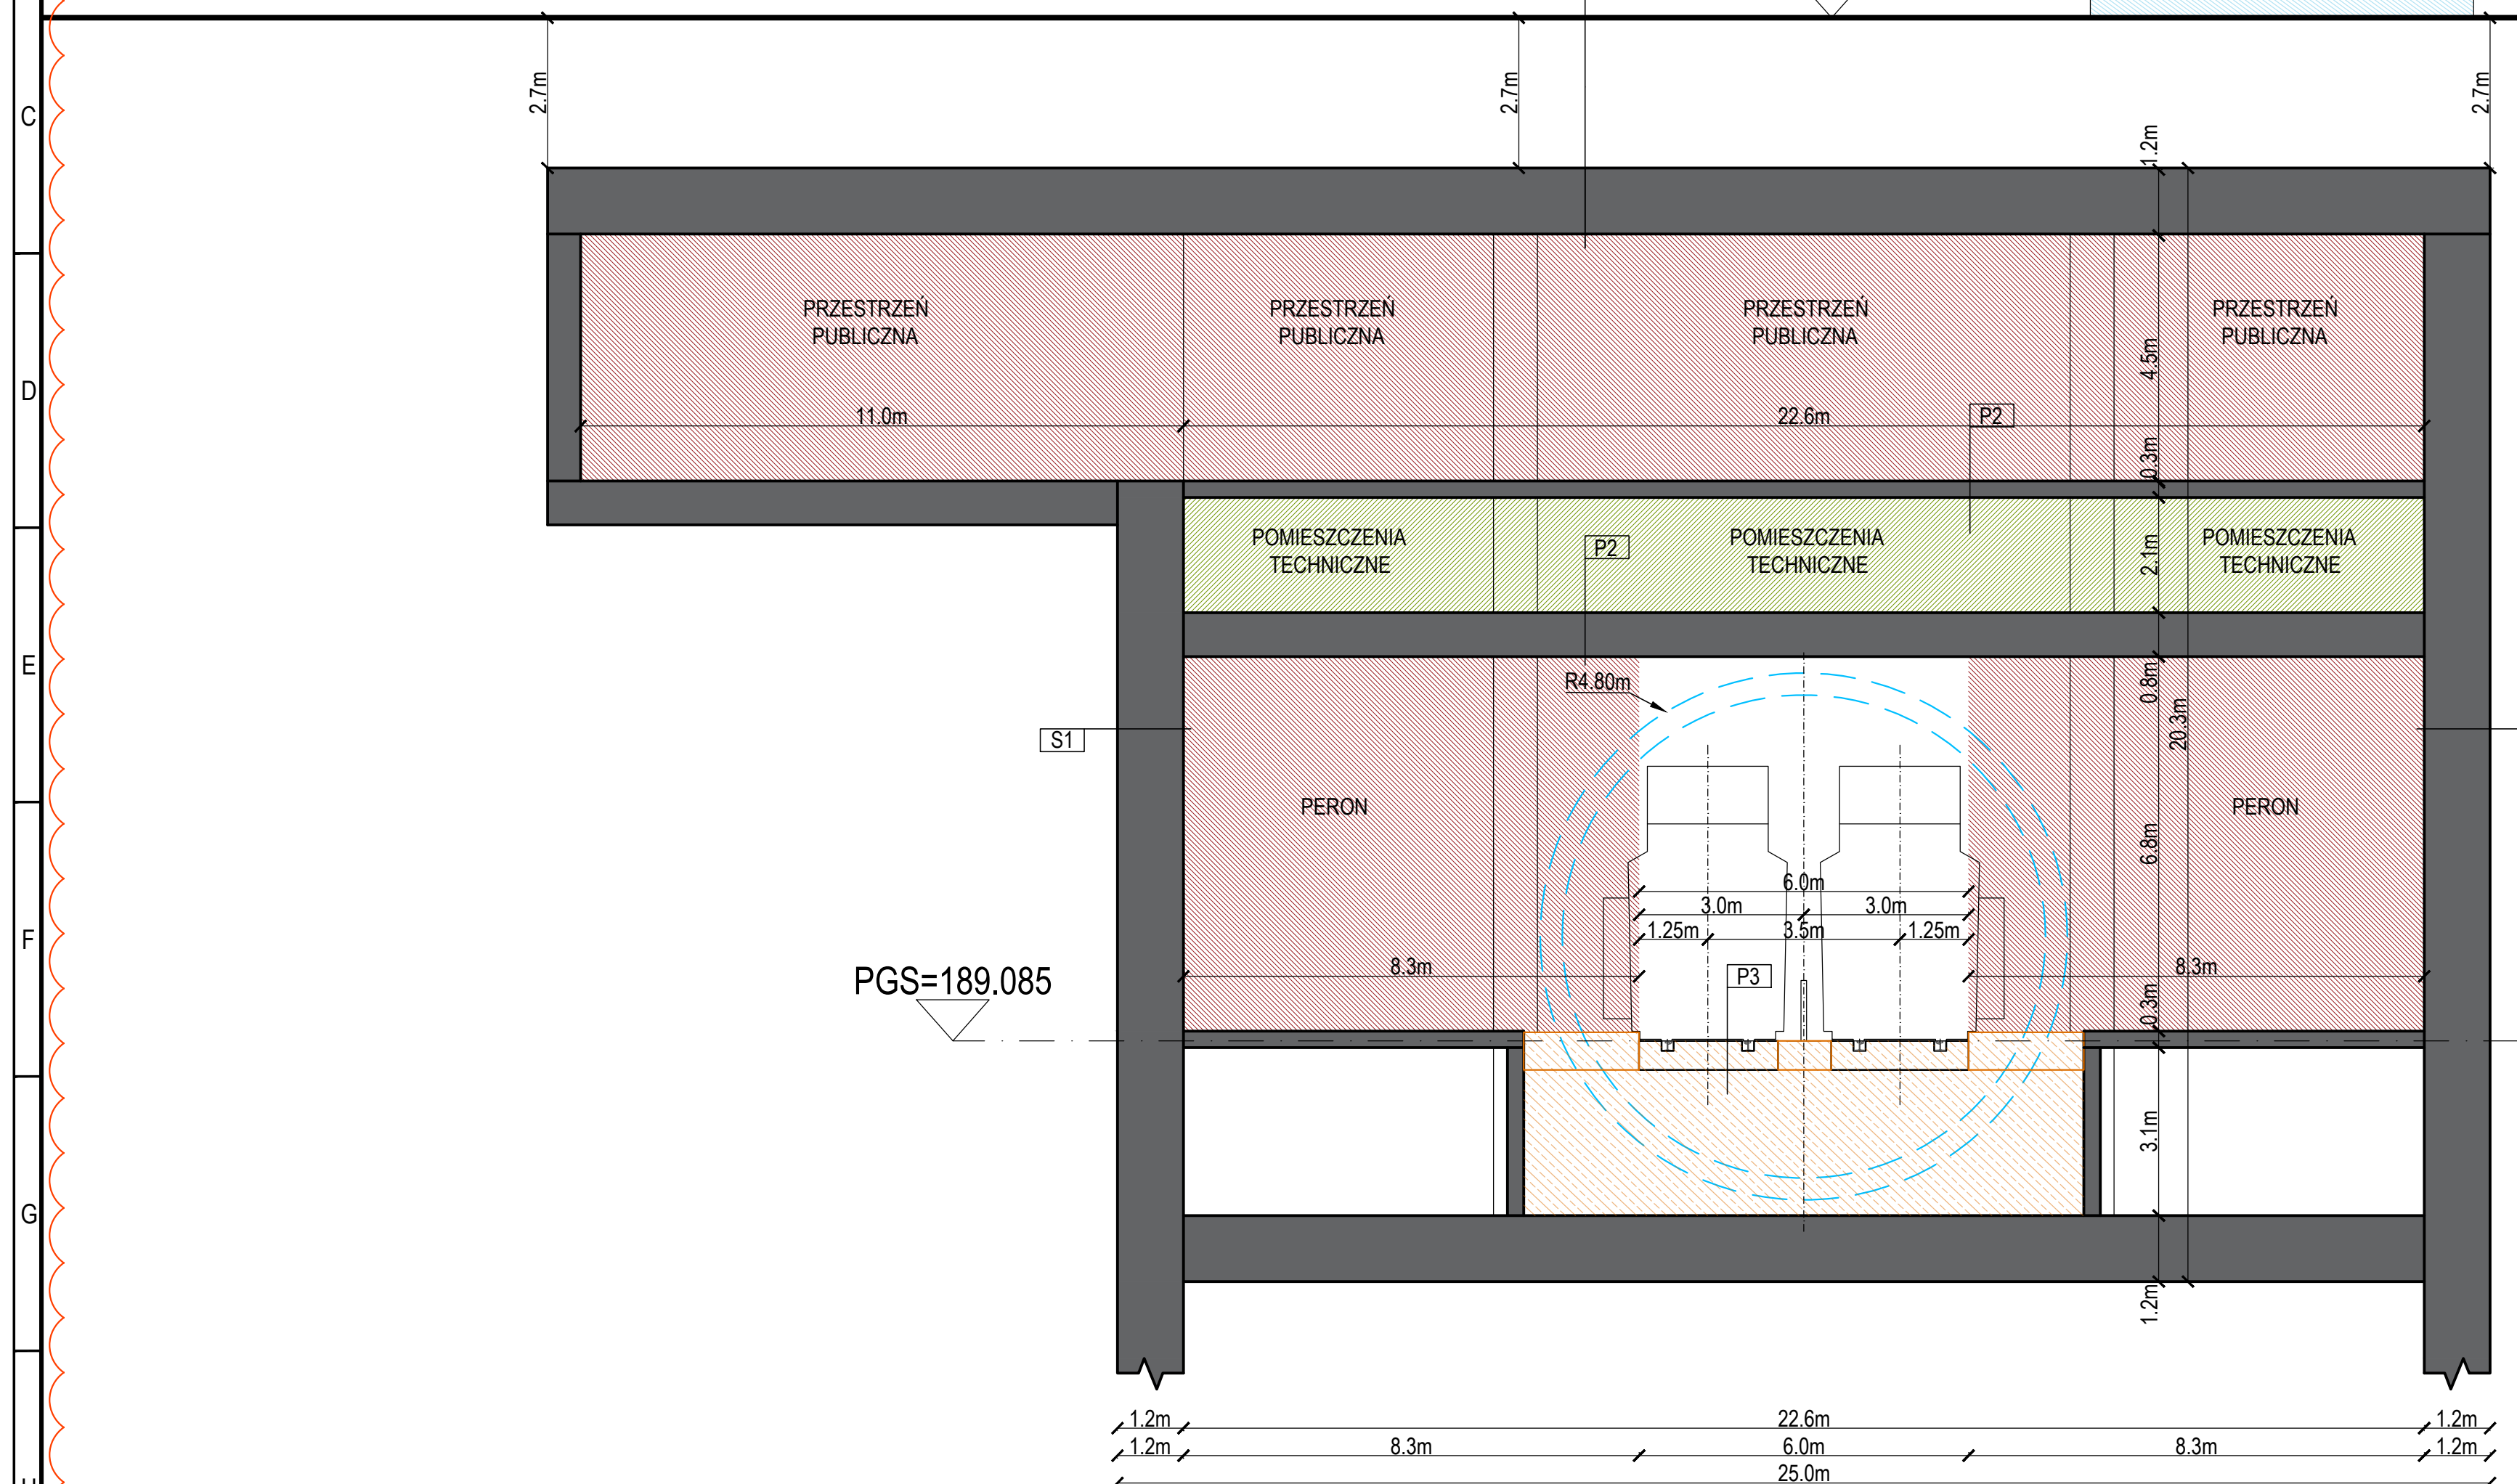 2.7m
2.7m
2.7m
C
1.2m
PRZESTRZEŃ
PUBLICZNA
PRZESTRZEŃ
PUBLICZNA
PRZESTRZEŃ
PUBLICZNA
PRZESTRZEŃ
PUBLICZNA
4.5m
D
11.0m
22.6m
P2
0.3m
POMIESZCZENIA
TECHNICZNE
P2
POMIESZCZENIA
TECHNICZNE
2.1m
POMIESZCZENIA
TECHNICZNE
E
R4.80m
0.8m
20.3m
S1
PERON
PERON
6.8m
6.0m
3.0m
3.0m
F
1.25m
3.5m
1.25m
8.3m
8.3m
P3
PGS=189.085
0.3m
3.1m
G
1.2m
1.2m
22.6m
1.2m
1.2m
8.3m
6.0m
8.3m
1.2m
25.0m